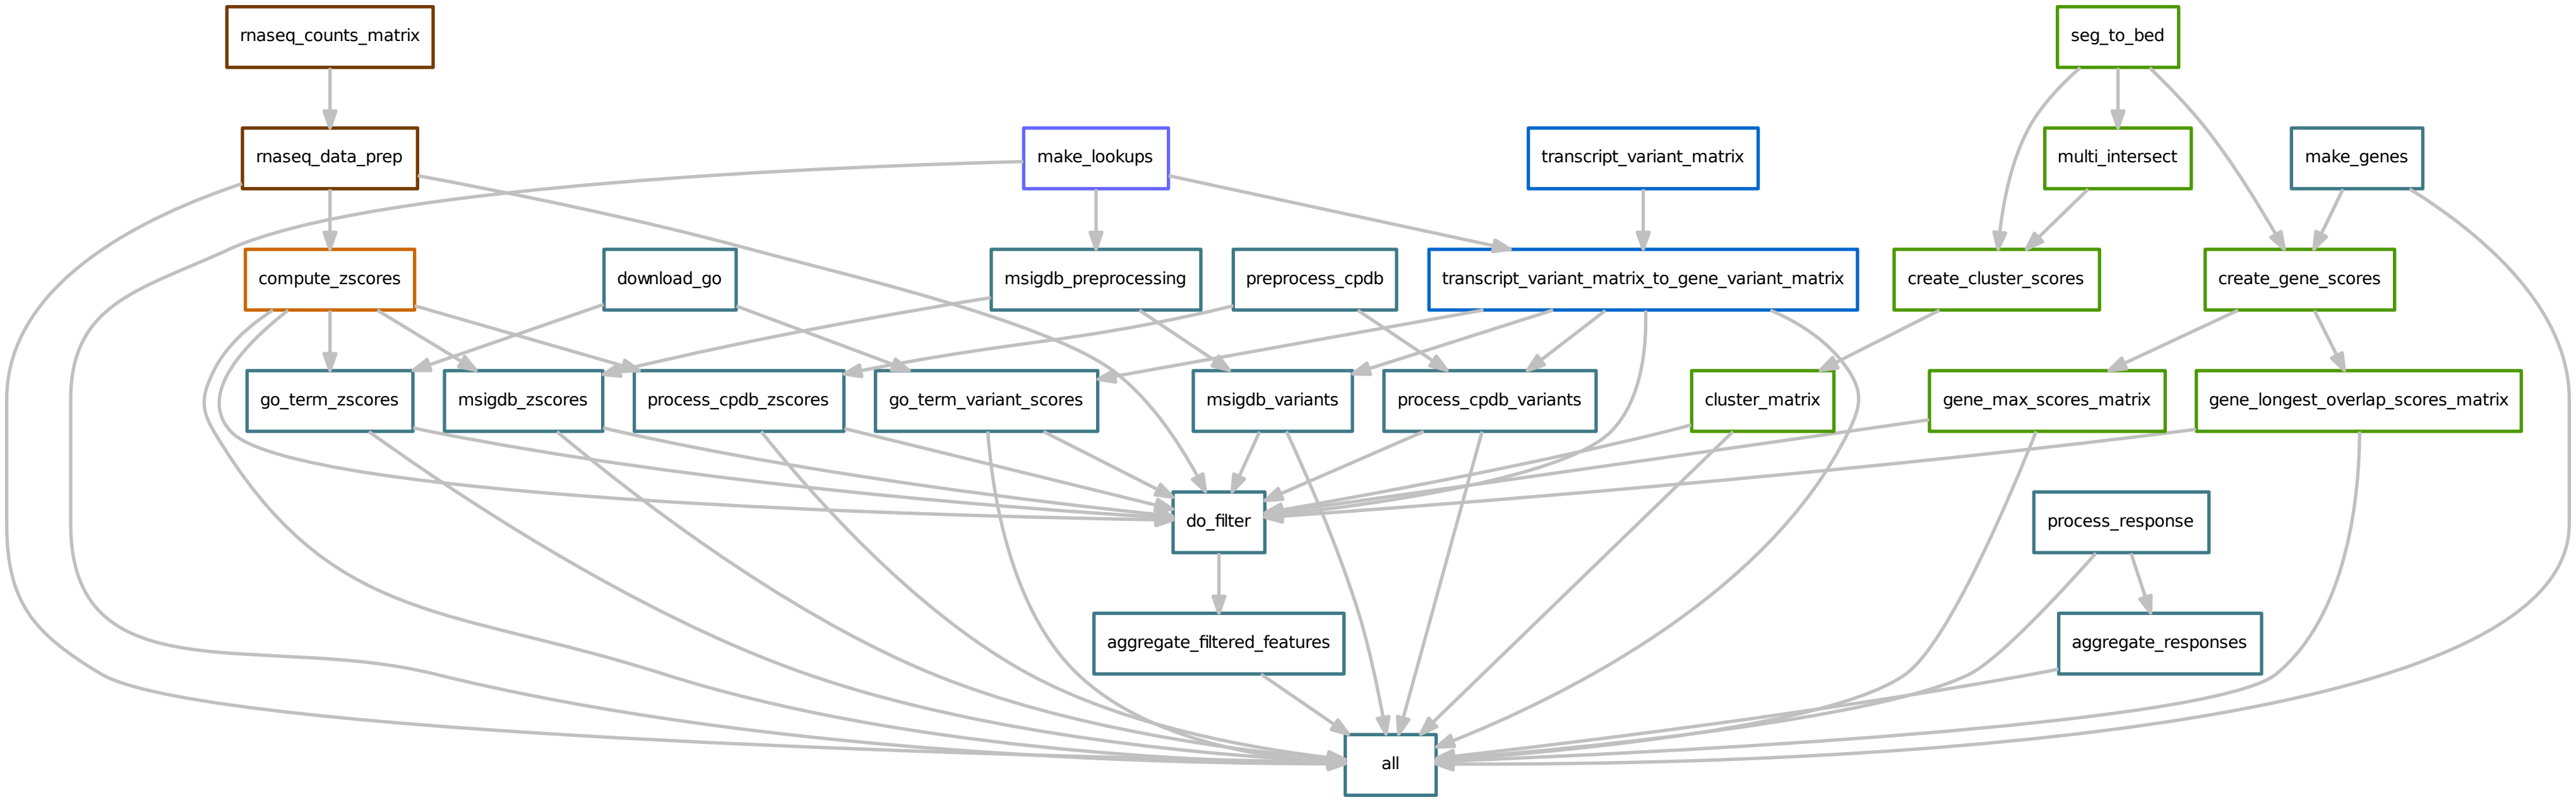 rnaseq_counts_matrix
seg_to_bed
rnaseq_data_prep
make_lookups
transcript_variant_matrix
multi_intersect
make_genes
compute_zscores
download_go
msigdb_preprocessing
preprocess_cpdb
transcript_variant_matrix_to_gene_variant_matrix
create_cluster_scores
create_gene_scores
go_term_zscores
msigdb_zscores
process_cpdb_zscores
go_term_variant_scores
msigdb_variants
process_cpdb_variants
cluster_matrix
gene_max_scores_matrix
gene_longest_overlap_scores_matrix
do_filter
process_response
aggregate_filtered_features
aggregate_responses
all